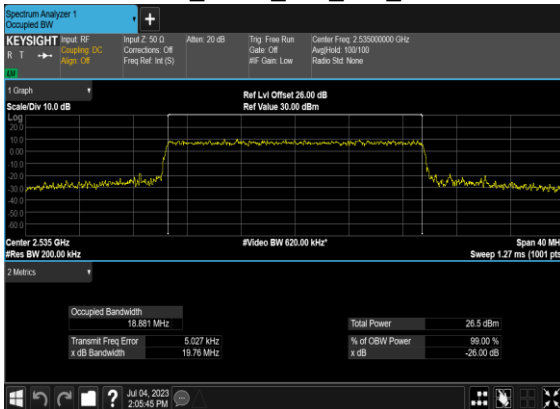 Spectrum Analyzer 1
Occupied BW
+
KEYSIGHT Input: RF Input Z: 50 Ω Atten: 20 dB Trig: Free Run Center Freq: 2.535000000 GHz
R T Coupling: DC Corrections: Off Gate: Off Avg|Hold: 100/100
Align: Off Freq Ref: Int (S) #IF Gain: Low Radio Std: None
LXI
1 Graph
Scale/Div 10.0 dB Ref Lvl Offset 26.00 dB
Ref Value 30.00 dBm
Log
20.0
10.0
0.00
-10.0
-20.0
-30.0
-40.0
-50.0
-60.0
Center 2.535 GHz #Video BW 620.00 kHz* Span 40 MH
#Res BW 200.00 kHz Sweep 1.27 ms (1001 pts
2 Metrics
Occupied Bandwidth
18.881 MHz Total Power 26.5 dBm
Transmit Freq Error 5.027 kHz % of OBW Power 99.00 %
x dB Bandwidth 19.76 MHz x dB -26.00 dB
? Jul 04, 2023
2:05:45 PM